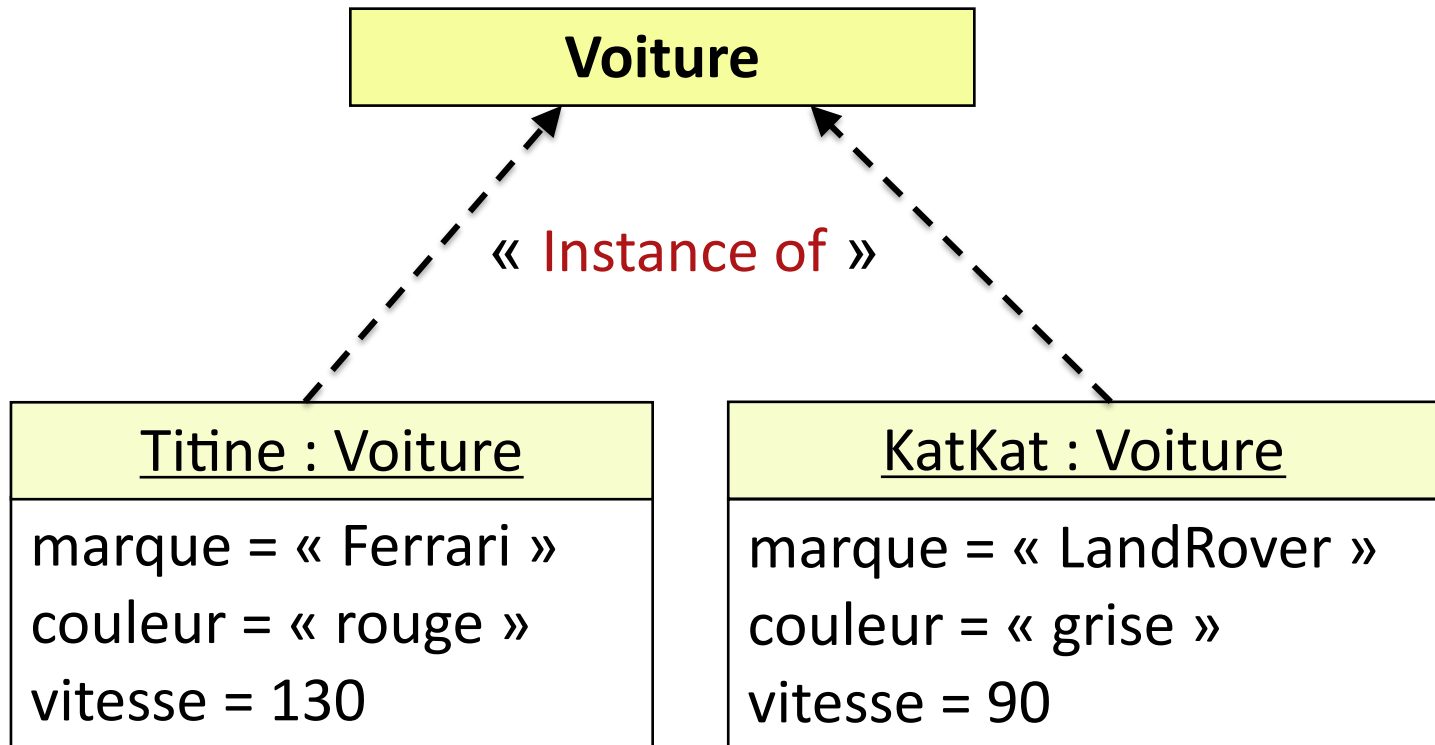 Voiture
« Instance of »
Titine : Voiture
marque = « Ferrari »
couleur = « rouge »
vitesse = 130
KatKat : Voiture
marque = « LandRover »
couleur = « grise »
vitesse = 90